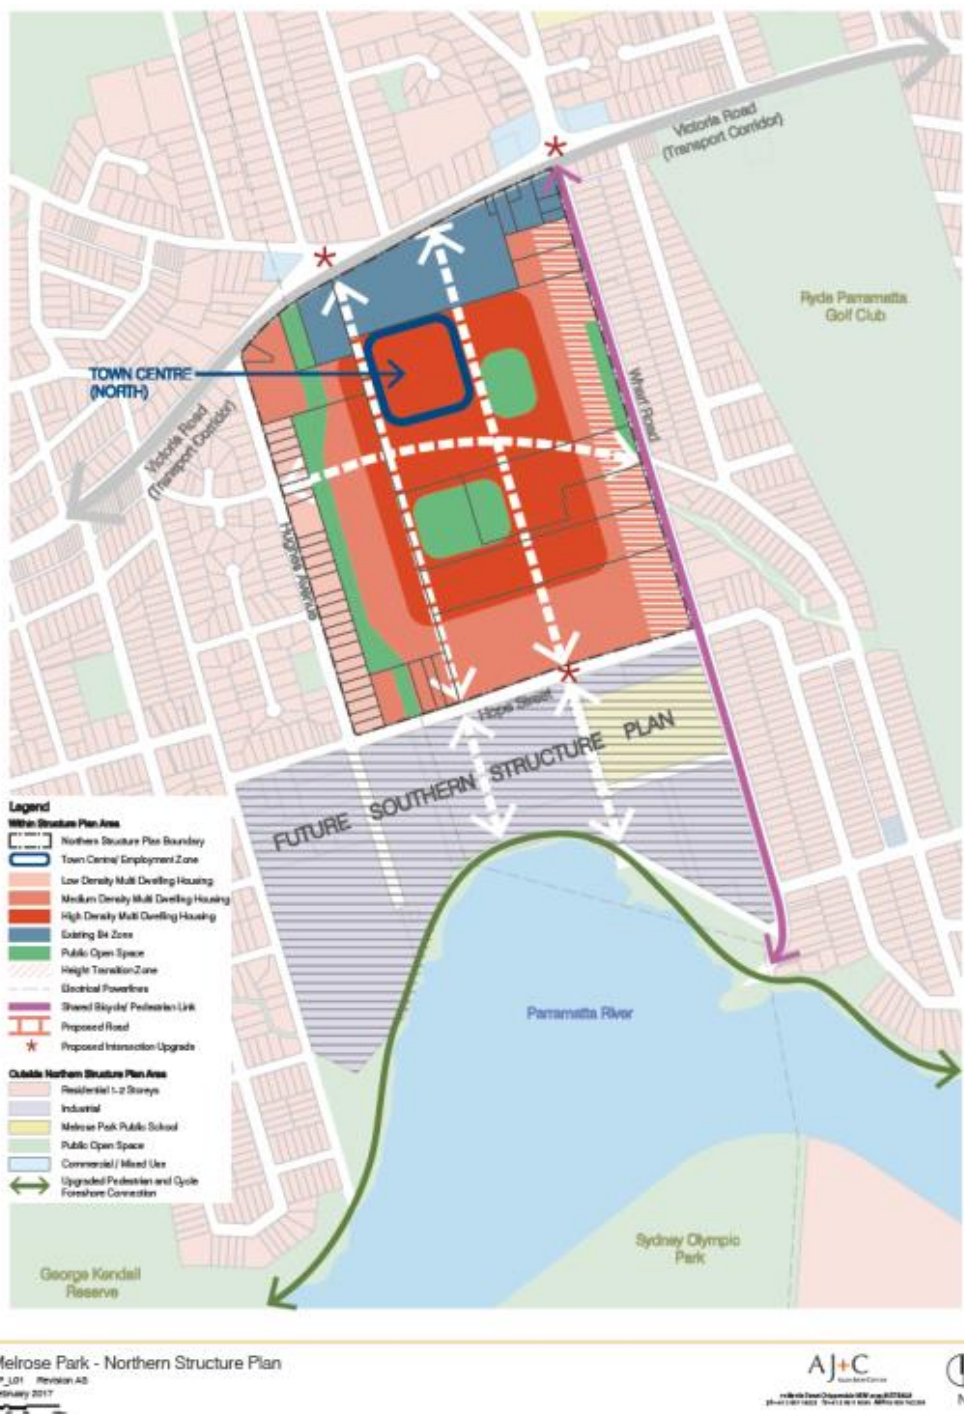 Victoria Road
(Transport Corridor)
Ryde Parramatta
Golf Club
TOWN CENTRE
(NORTH)
Victoria Road
(Transport Corridor)
Wharf Road
Hughes Avenue
Hope Street
FUTURE SOUTHERN STRUCTURE PLAN
Legend
Within Structure Plan Area
Northern Structure Plan Boundary
Town Centre/ Employment Zone
Low Density Multi Dwelling Housing
Medium Density Multi Dwelling Housing
High Density Multi Dwelling Housing
Existing B4 Zone
Public Open Space
Height Transition Zone
Electrical Powerlines
Shared Bicycle/ Pedestrian Link
Proposed Road
Proposed Intersection Upgrade
Outside Northern Structure Plan Area
Residential 1-2 Storeys
Industrial
Melrose Park Public School
Public Open Space
Commercial / Mixed Use
Upgraded Pedestrian and Cycle
Foreshore Connection
Parramatta River
Sydney Olympic
Park
George Kendall
Reserve
Melrose Park - Northern Structure Plan
Revision AB
February 2017
AJ+C